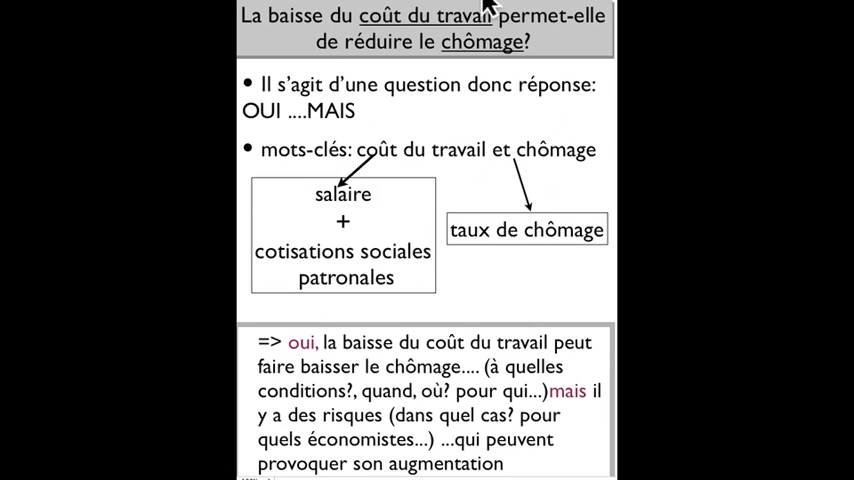 La baisse du coût du travail permet-elle
de réduire le chômage?
• Il s'agit d'une question donc réponse:
OUI ....MAIS
• mots-clés: coût du travail et chômage
salaire
+
cotisations sociales
patronales
taux de chômage
=> oui, la baisse du coût du travail peut
faire baisser le chômage.... (à quelles
conditions?, quand, où? pour qui...)mais il
y a des risques (dans quel cas? pour
quels économistes...) ...qui peuvent
provoquer son augmentation